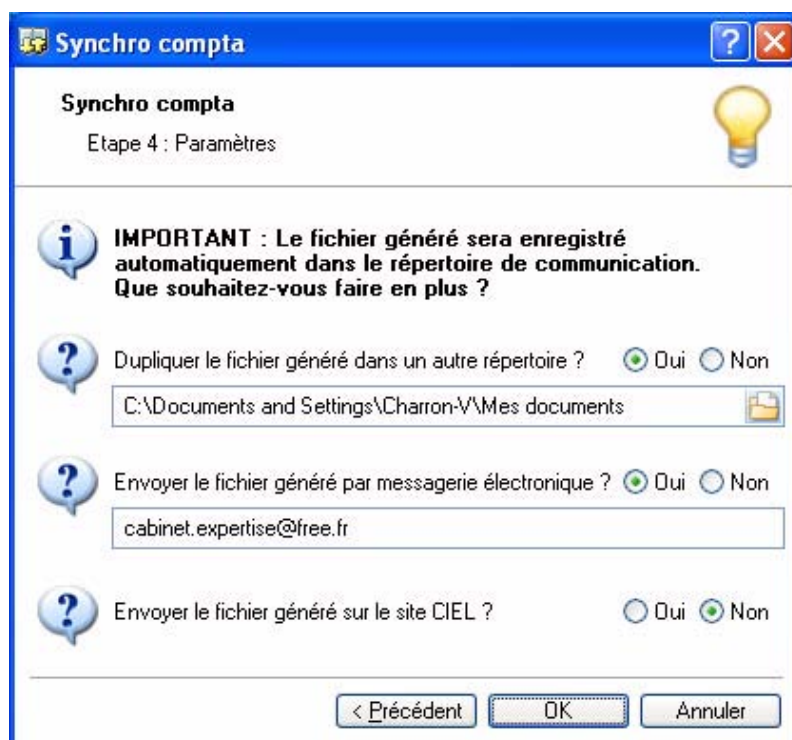 Synchro compta
Synchro compta
Etape 4 : Paramètres
IMPORTANT : Le fichier généré sera enregistré
automatiquement dans le répertoire de communication.
Que souhaitez-vous faire en plus ?
Dupliquer le fichier généré dans un autre répertoire ? Oui Non
C:\Documents and Settings\Charron-V\Mes documents
Envoyer le fichier généré par messagerie électronique ? Oui Non
cabinet.expertise@free.fr
Envoyer le fichier généré sur le site CIEL ? Oui Non
< Précédent OK Annuler